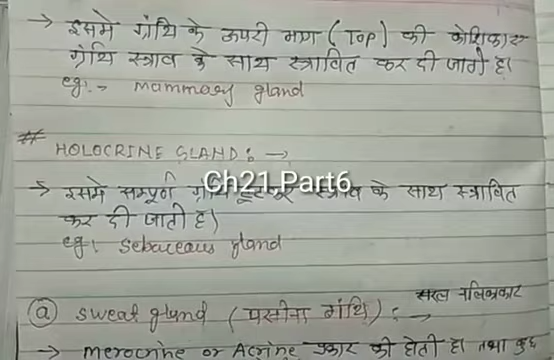 → इसमे ग्रंथि के ऊपरी भाग (TOP) की कोशिकाए
ग्रंथि स्त्राव के साथ स्त्रावित कर दी जाती है।
eg:- mammary gland
# HOLOCRINE GLAND: →
→ इसमे सम्पूर्ण ग्रंथि टूटकर स्त्राव के साथ स्त्रावित
Ch21 Part6
कर दी जाती है)
eg: Sebaceous gland
सरल नलिकाकार
(a) sweat gland (पसीना ग्रंथि): →
→ merocrine or Acrine प्रकार की होती है। तथा कुछ